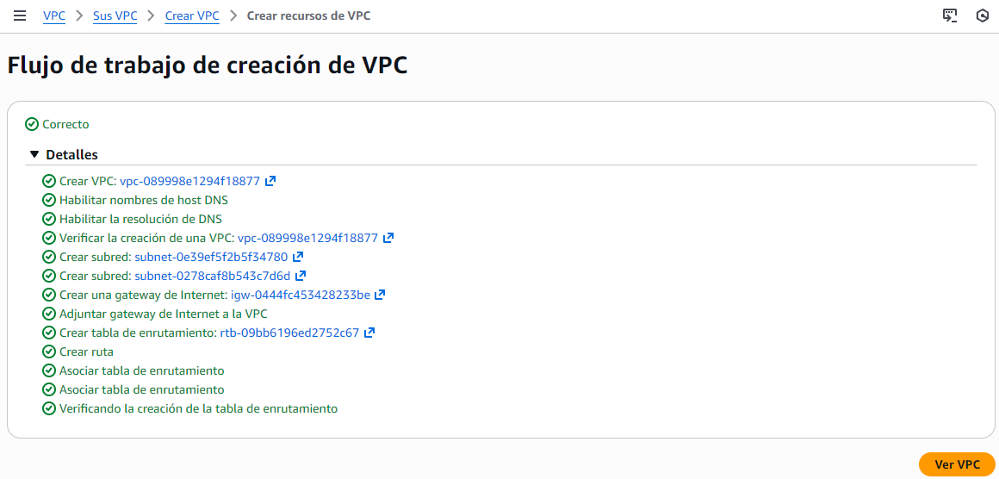 VPC > Sus VPC > Crear VPC > Crear recursos de VPC
Flujo de trabajo de creación de VPC
Correcto
Detalles
Crear VPC: vpc-089998e1294f18877
Habilitar nombres de host DNS
Habilitar la resolución de DNS
Verificar la creación de una VPC: vpc-089998e1294f18877
Crear subred: subnet-0e39ef5f2b5f34780
Crear subred: subnet-0278caf8b543c7d6d
Crear una gateway de Internet: igw-0444fc453428233be
Adjuntar gateway de Internet a la VPC
Crear tabla de enrutamiento: rtb-09bb6196ed2752c67
Crear ruta
Asociar tabla de enrutamiento
Asociar tabla de enrutamiento
Verificando la creación de la tabla de enrutamiento
Ver VPC